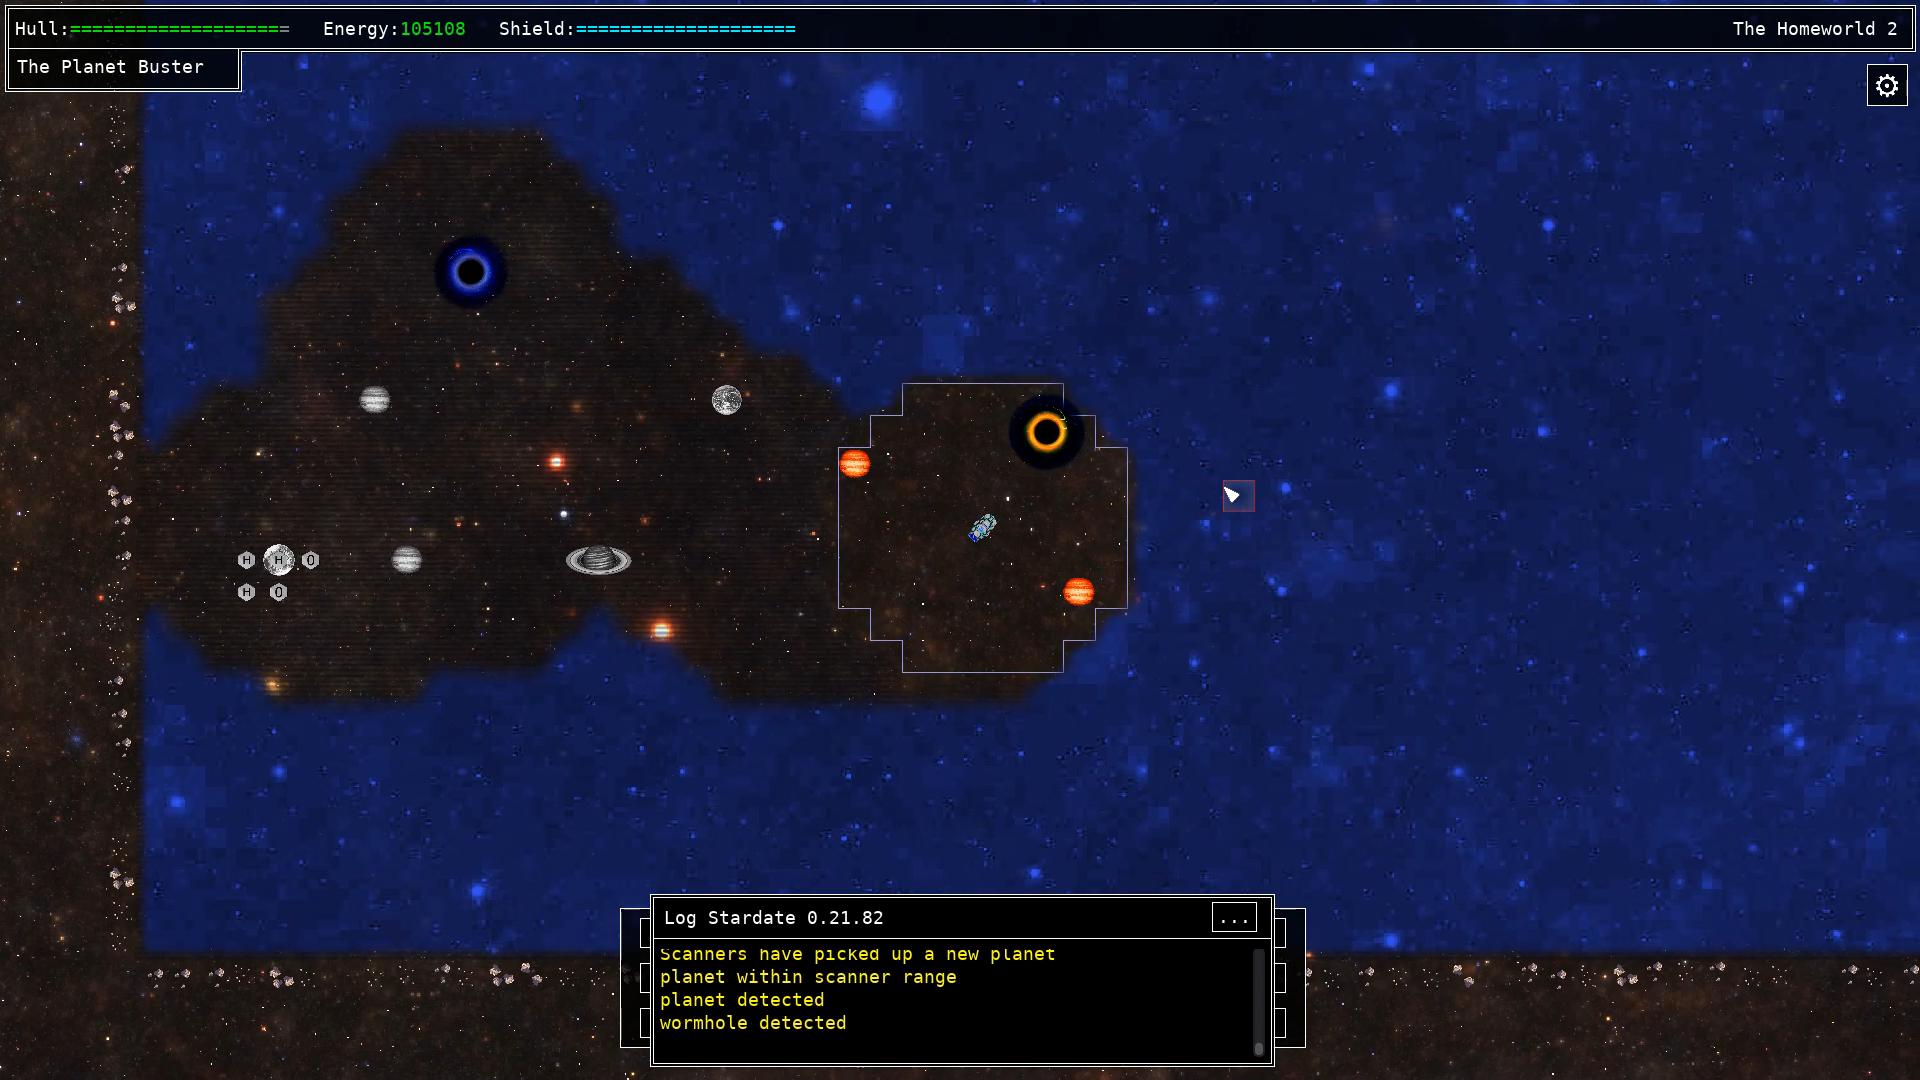 Hull:==================== Energy:105108 Shield:==================== The Homeworld 2
The Planet Buster
H H O
H O
Log Stardate 0.21.82 ...
Scanners have picked up a new planet
planet within scanner range
planet detected
wormhole detected